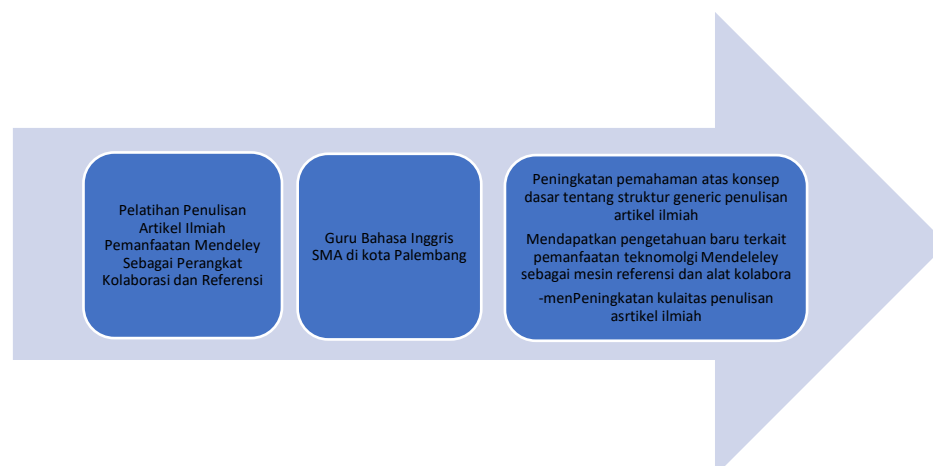 Pelatihan Penulisan
Artikel Ilmiah
Pemanfaatan Mendeley
Sebagai Perangkat
Kolaborasi dan Referensi
Guru Bahasa Inggris
SMA di kota Palembang
Peningkatan pemahaman atas konsep
dasar tentang struktur generic penulisan
artikel ilmiah
Mendapatkan pengetahuan baru terkait
pemanfaatan teknomolgi Mendeleley
sebagai mesin referensi dan alat kolabora
-menPeningkatan kulaitas penulisan
asrtikel ilmiah